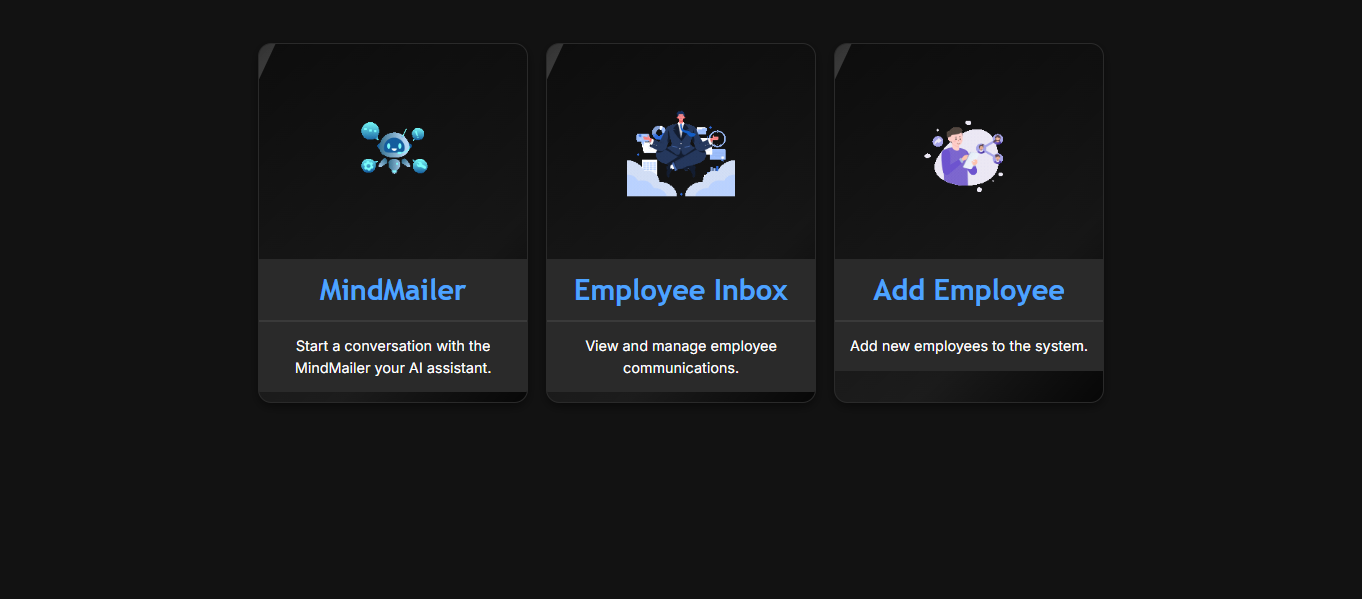 MindMailer
Start a conversation with the
MindMailer your AI assistant.
Employee Inbox
View and manage employee
communications.
Add Employee
Add new employees to the system.